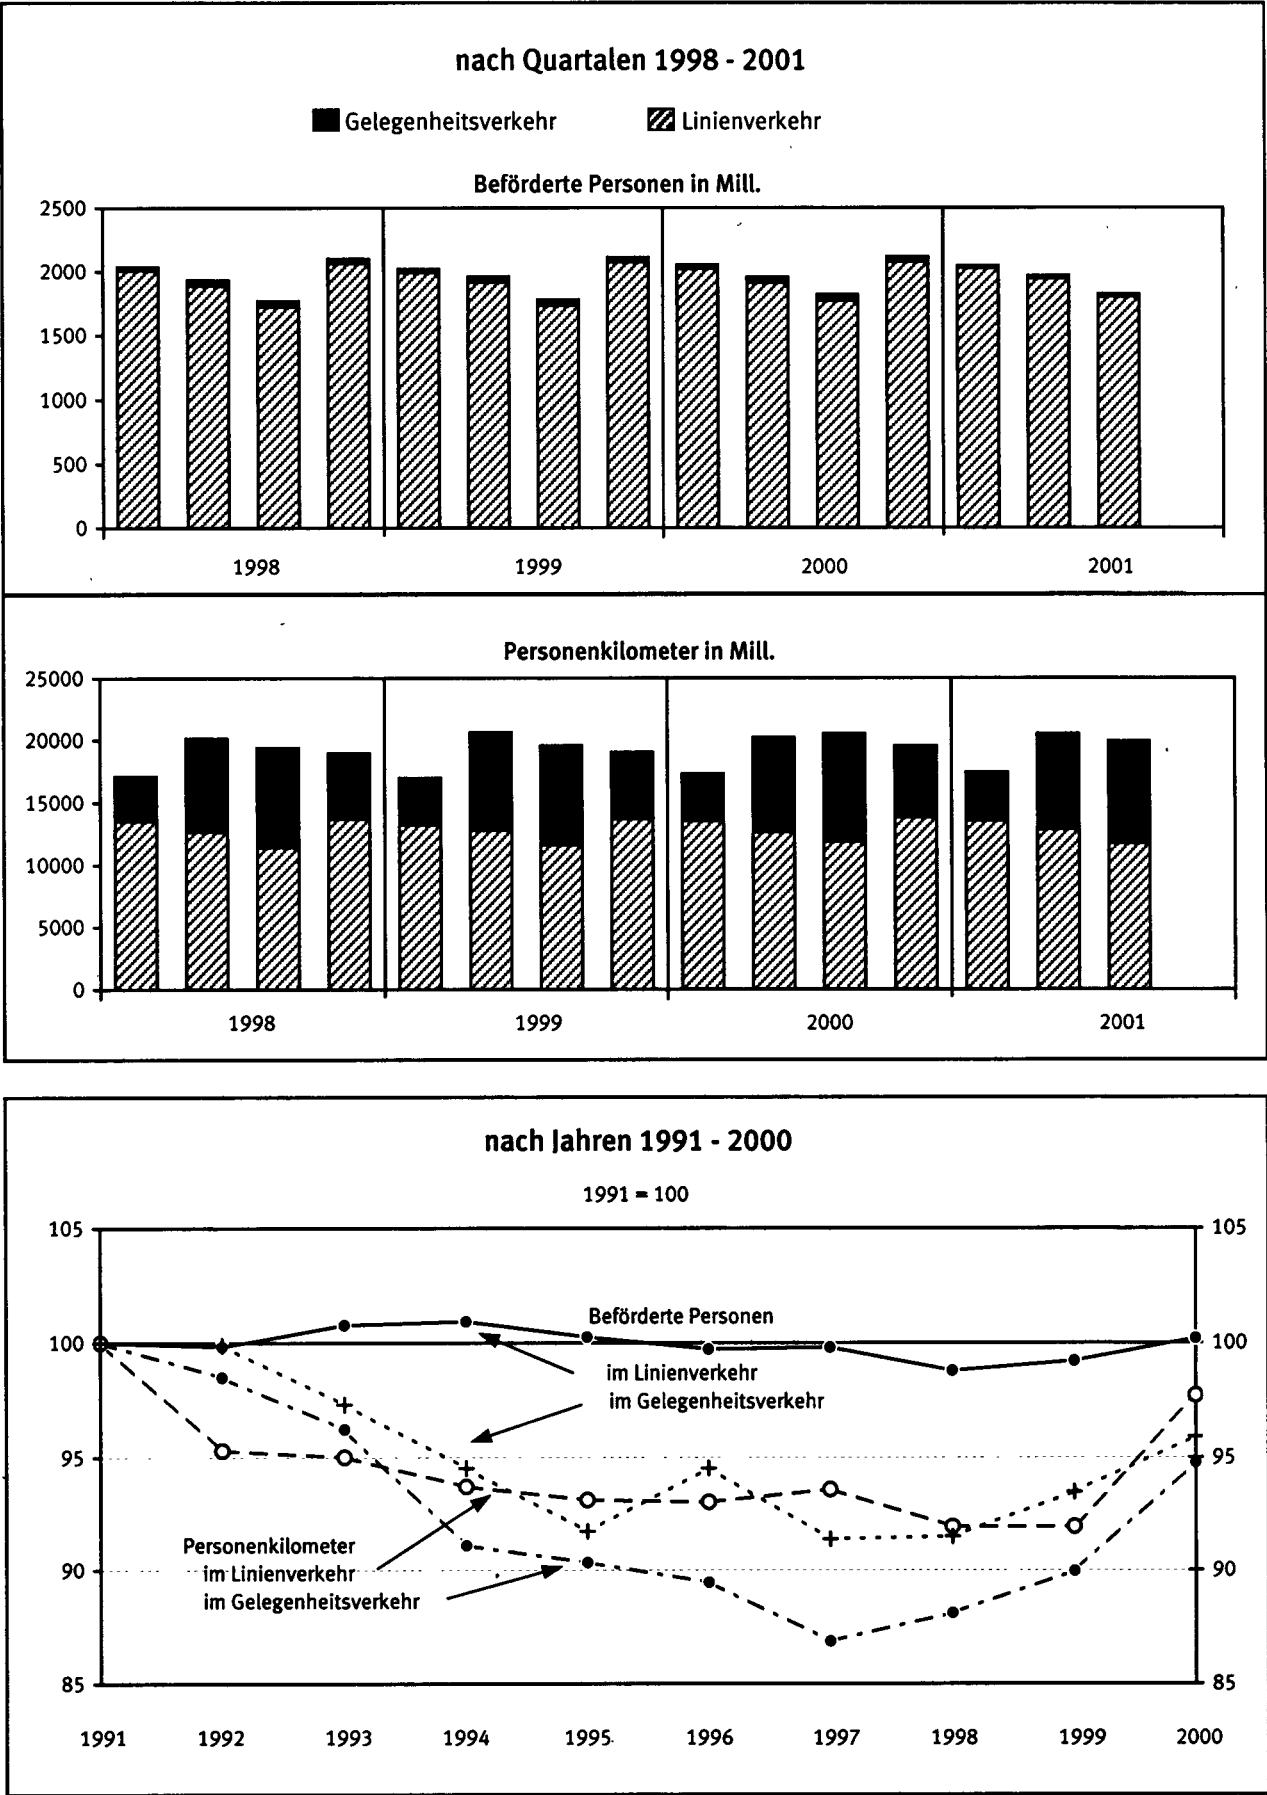 nach Quartalen 1998 - 2001
Gelegenheitsverkehr Linienverkehr
Beförderte Personen in Mill.
2500
2000
1500
1000
500
0
1998 1999 2000 2001
Personenkilometer in Mill.
25000
20000
15000
10000
5000
0
1998 1999 2000 2001
nach Jahren 1991 - 2000
1991 = 100
105 105
Beförderte Personen
100 100
im Linienverkehr
im Gelegenheitsverkehr
95 95
Personenkilometer
im Linienverkehr
90 90
im Gelegenheitsverkehr
85 85
1991 1992 1993 1994 1995 1996 1997 1998 1999 2000